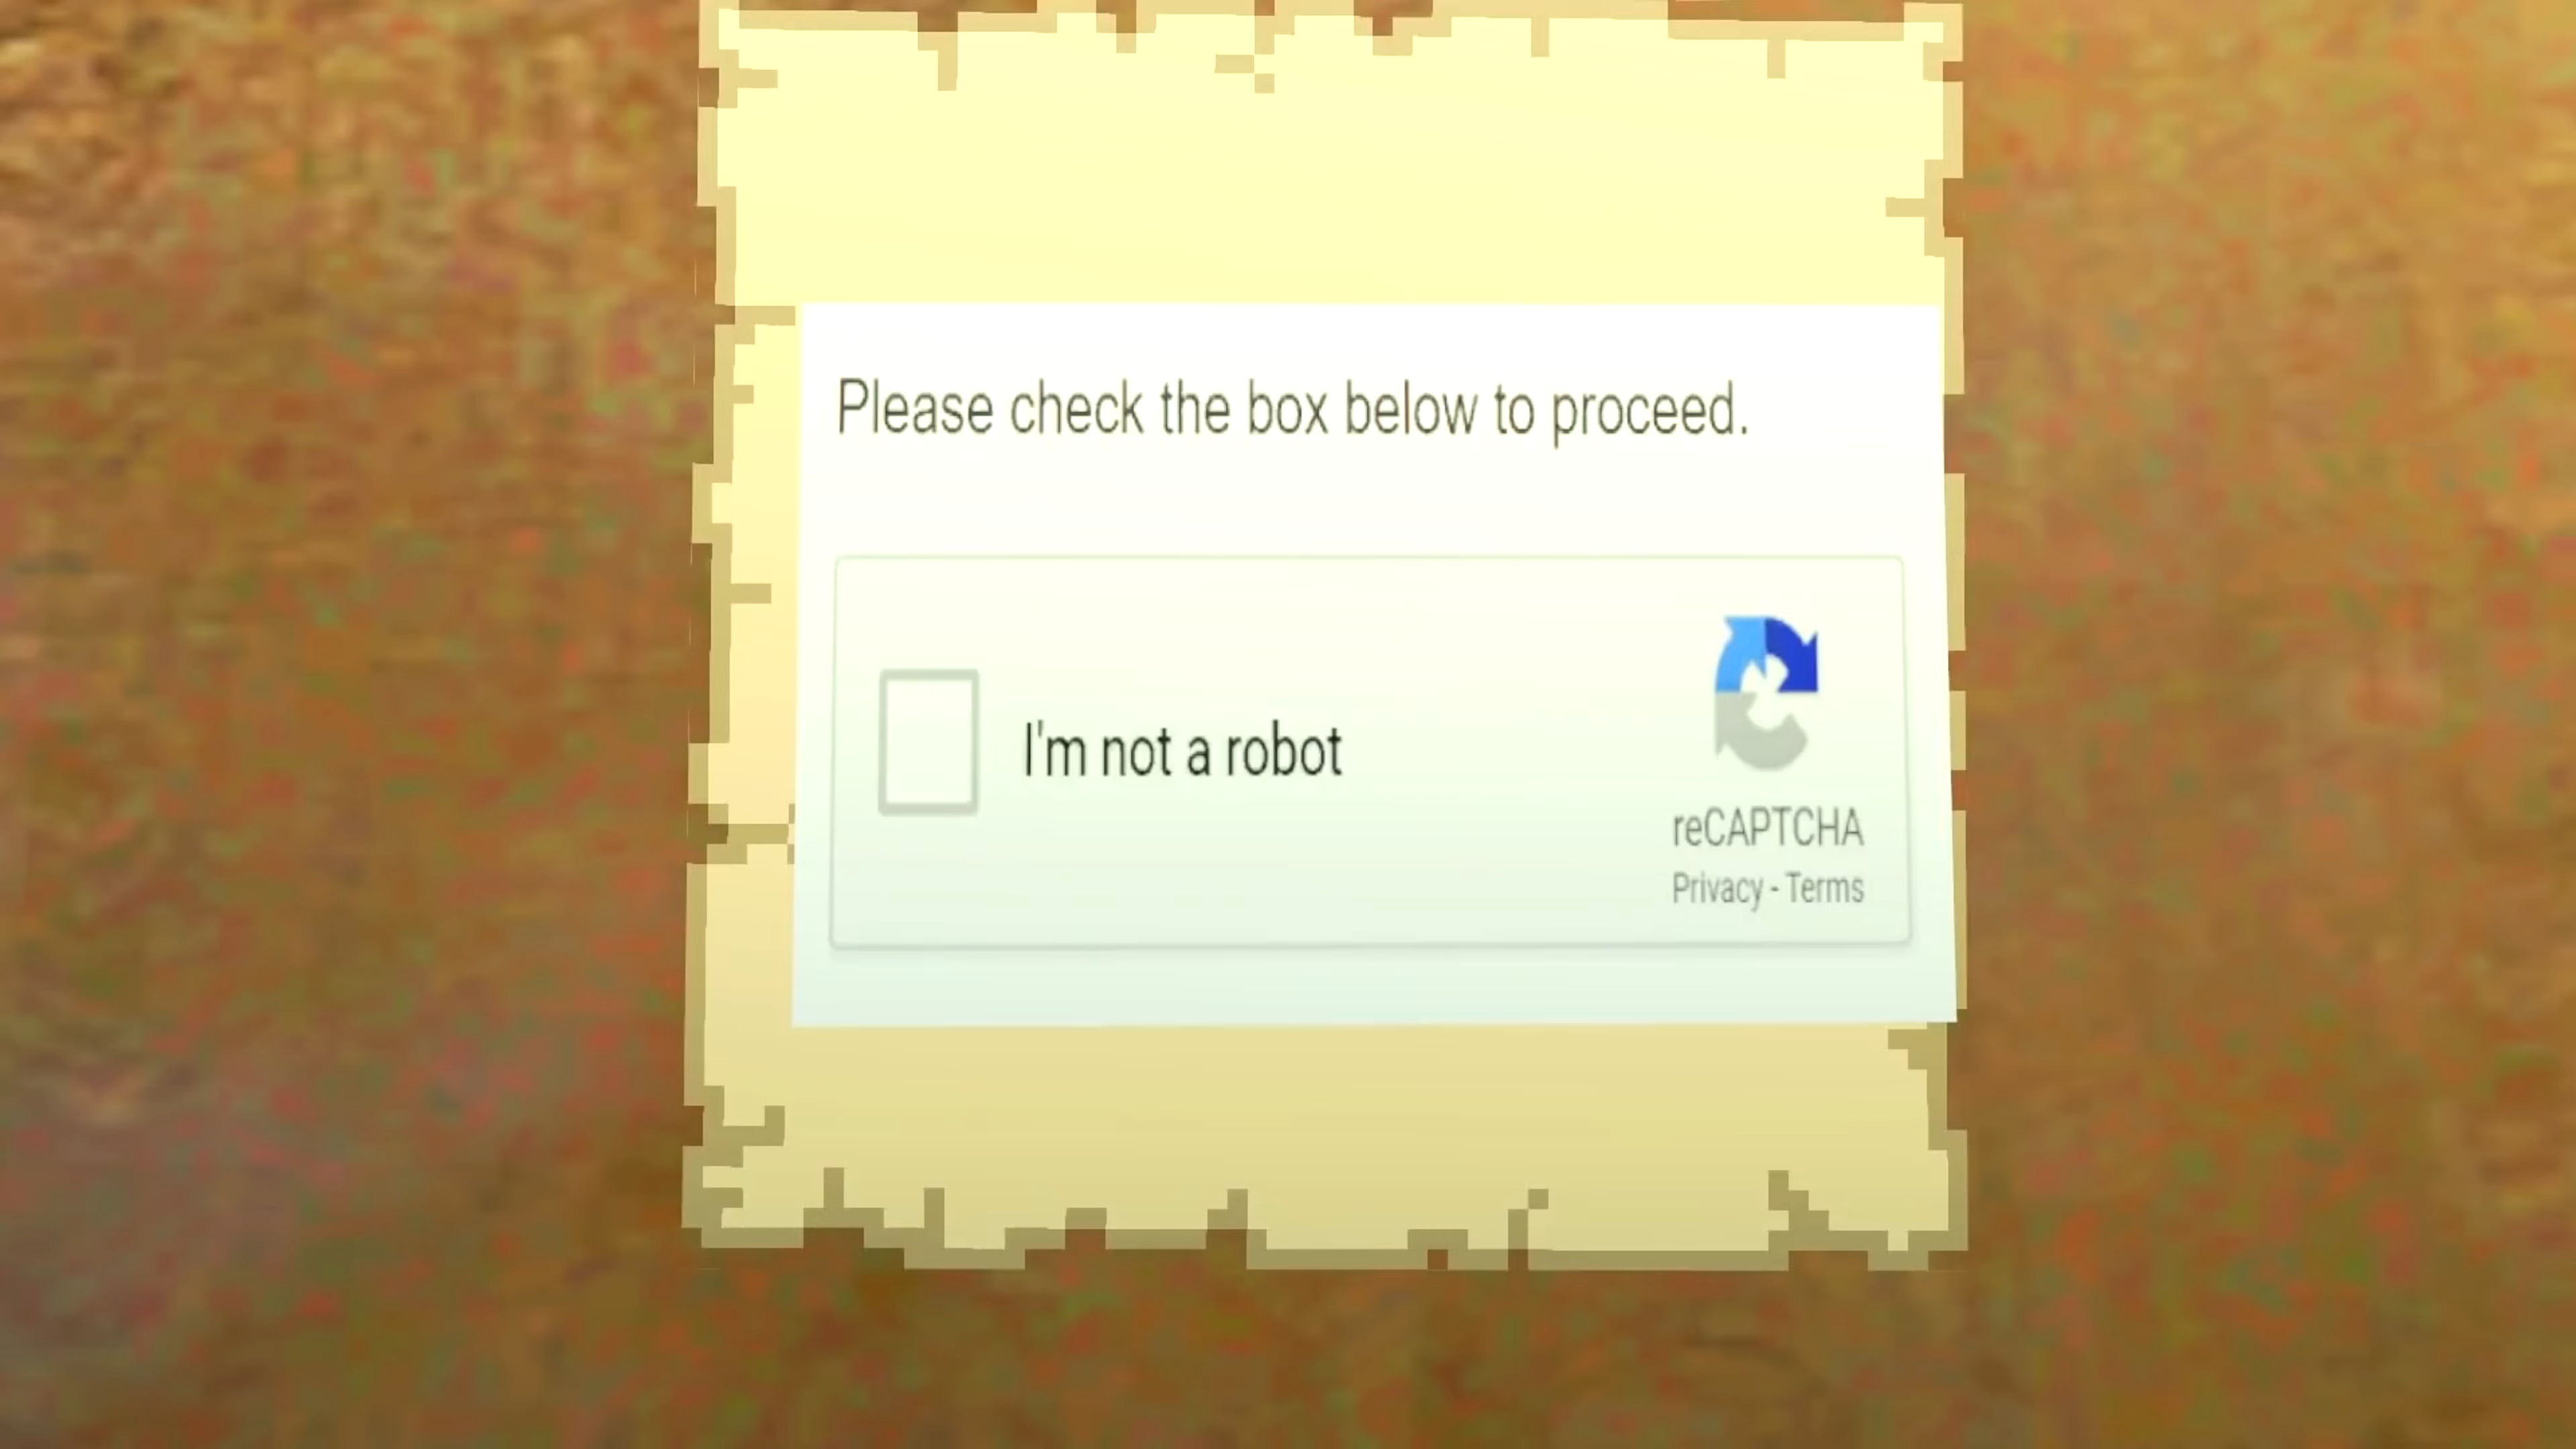 Please check the box below to proceed.
I'm not a robot
reCAPTCHA
Privacy - Terms